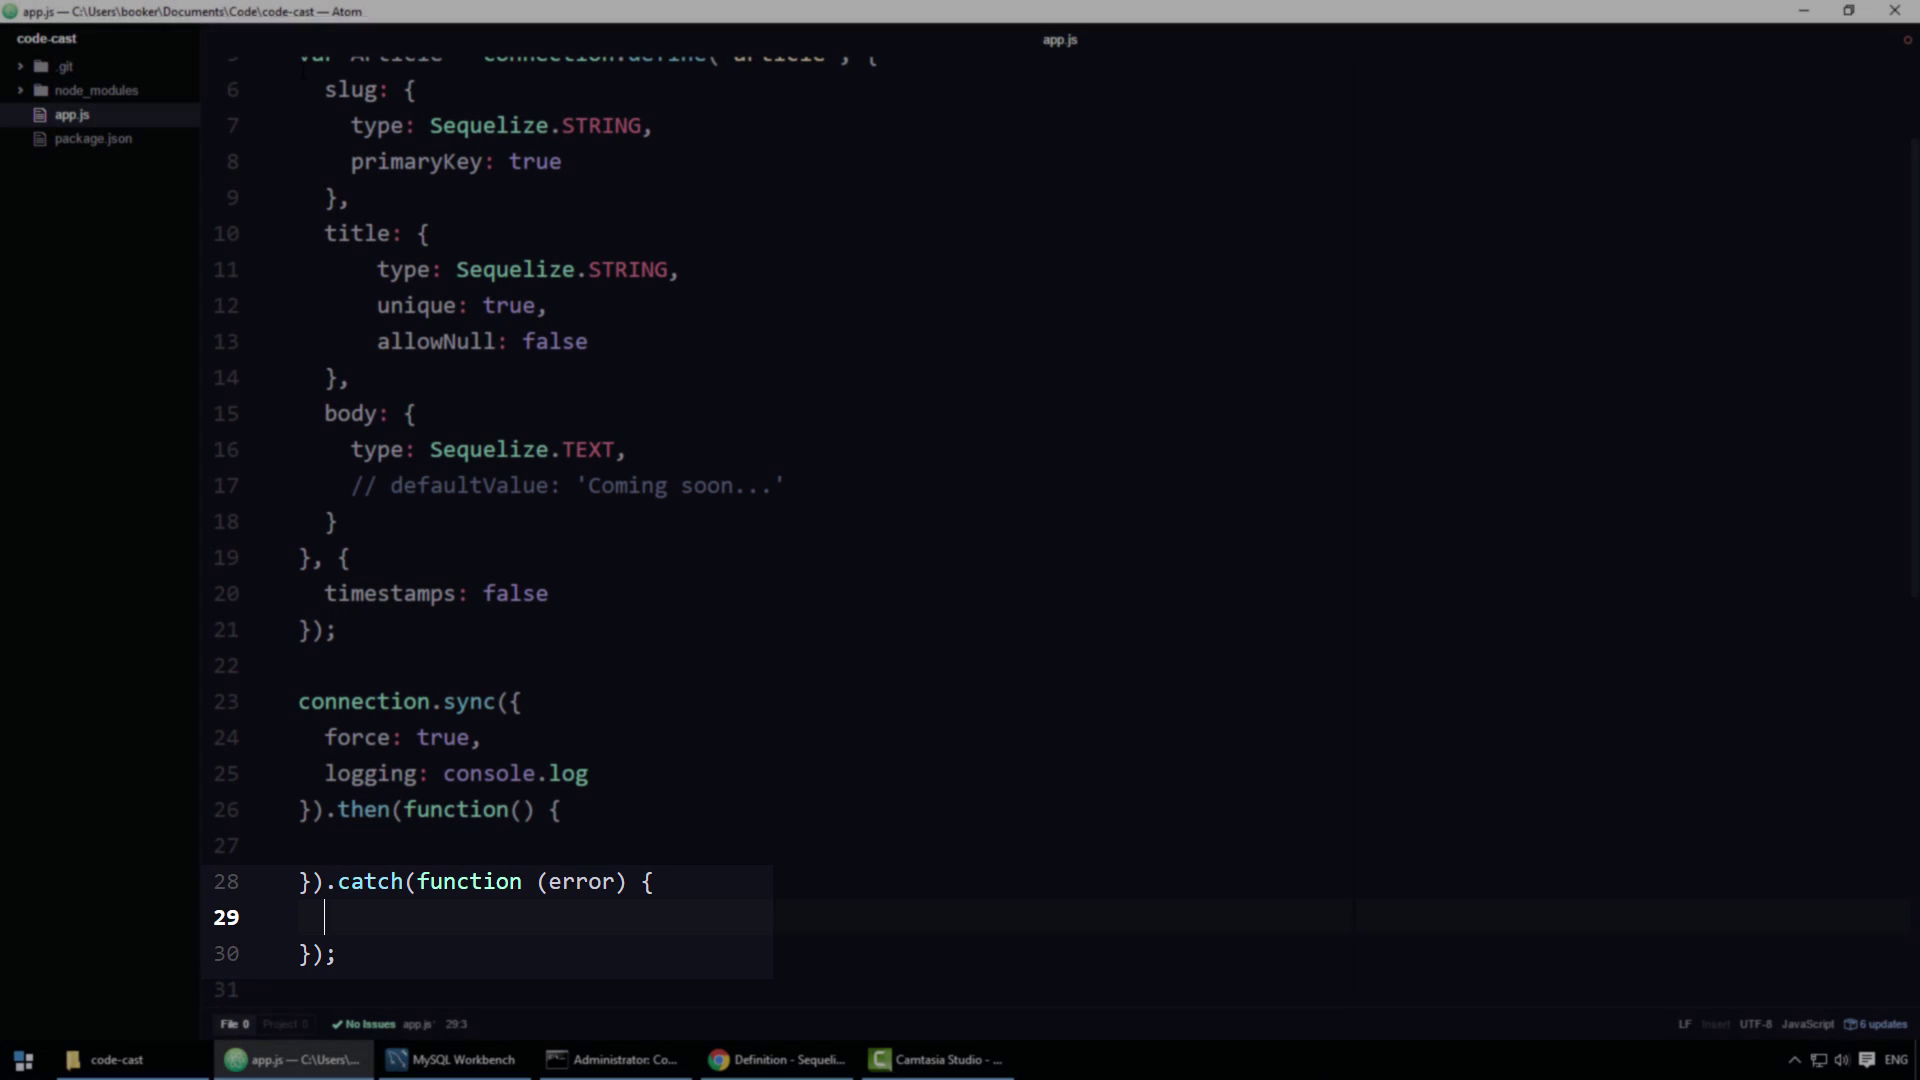 app.js — C:\Users\booker\Documents\Code\code-cast — Atom
code-cast
app.js
.git
node_modules
app.js
package.json
6 slug: {
7 type: Sequelize.STRING,
8 primaryKey: true
9 },
10 title: {
11 type: Sequelize.STRING,
12 unique: true,
13 allowNull: false
14 },
15 body: {
16 type: Sequelize.TEXT,
17 // defaultValue: 'Coming soon...'
18 }
19 }, {
20 timestamps: false
21 });
22
23 connection.sync({
24 force: true,
25 logging: console.log
26 }).then(function() {
27
28 }).catch(function (error) {
29
30 });
31
File 0 Project 0 No Issues app.js 29:3 LF Insert UTF-8 JavaScript 6 updates
code-cast app.js — C:\Users\... MySQL Workbench Administrator: Co... Definition - Sequeli... Camtasia Studio - ... ENG